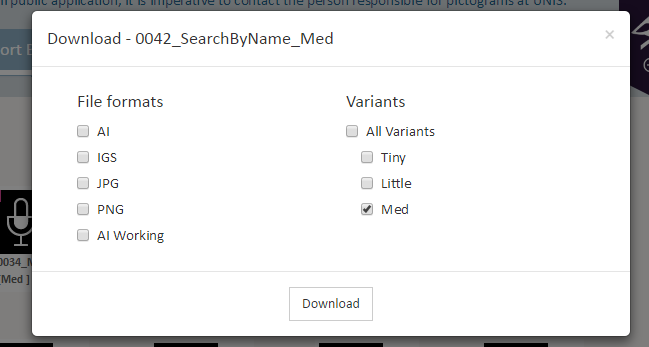 n public application, it is imperative to contact the person responsible for pictograms at UNIS.
ort E
Download - 0042_SearchByName_Med
×
File formats
Variants
AI
All Variants
IGS
Tiny
JPG
Little
PNG
Med
AI Working
0034_M
[Med ]
Download